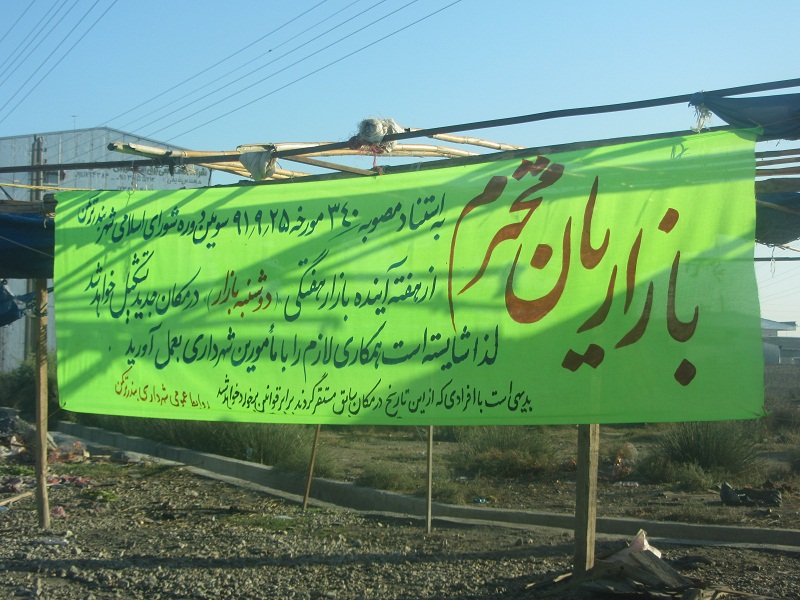 بازاریان محترم
به استناد مصوبه ۳۴۰ مورخه ۹۱٫۹٫۲۵ سومین دوره شورای اسلامی شهر بندرترکمن
از هفته آینده بازار هفتگی (دوشنبه بازار) در مکان جدید تشکیل خواهد شد
لذا شایسته است همکاری لازم را با مأمورین شهرداری بعمل آورید
بدیهی است با افرادی که از این تاریخ در مکان سابق مستقر گردند برابر قوانین برخورد خواهد شد
روابط عمومی شهرداری بندرترکمن